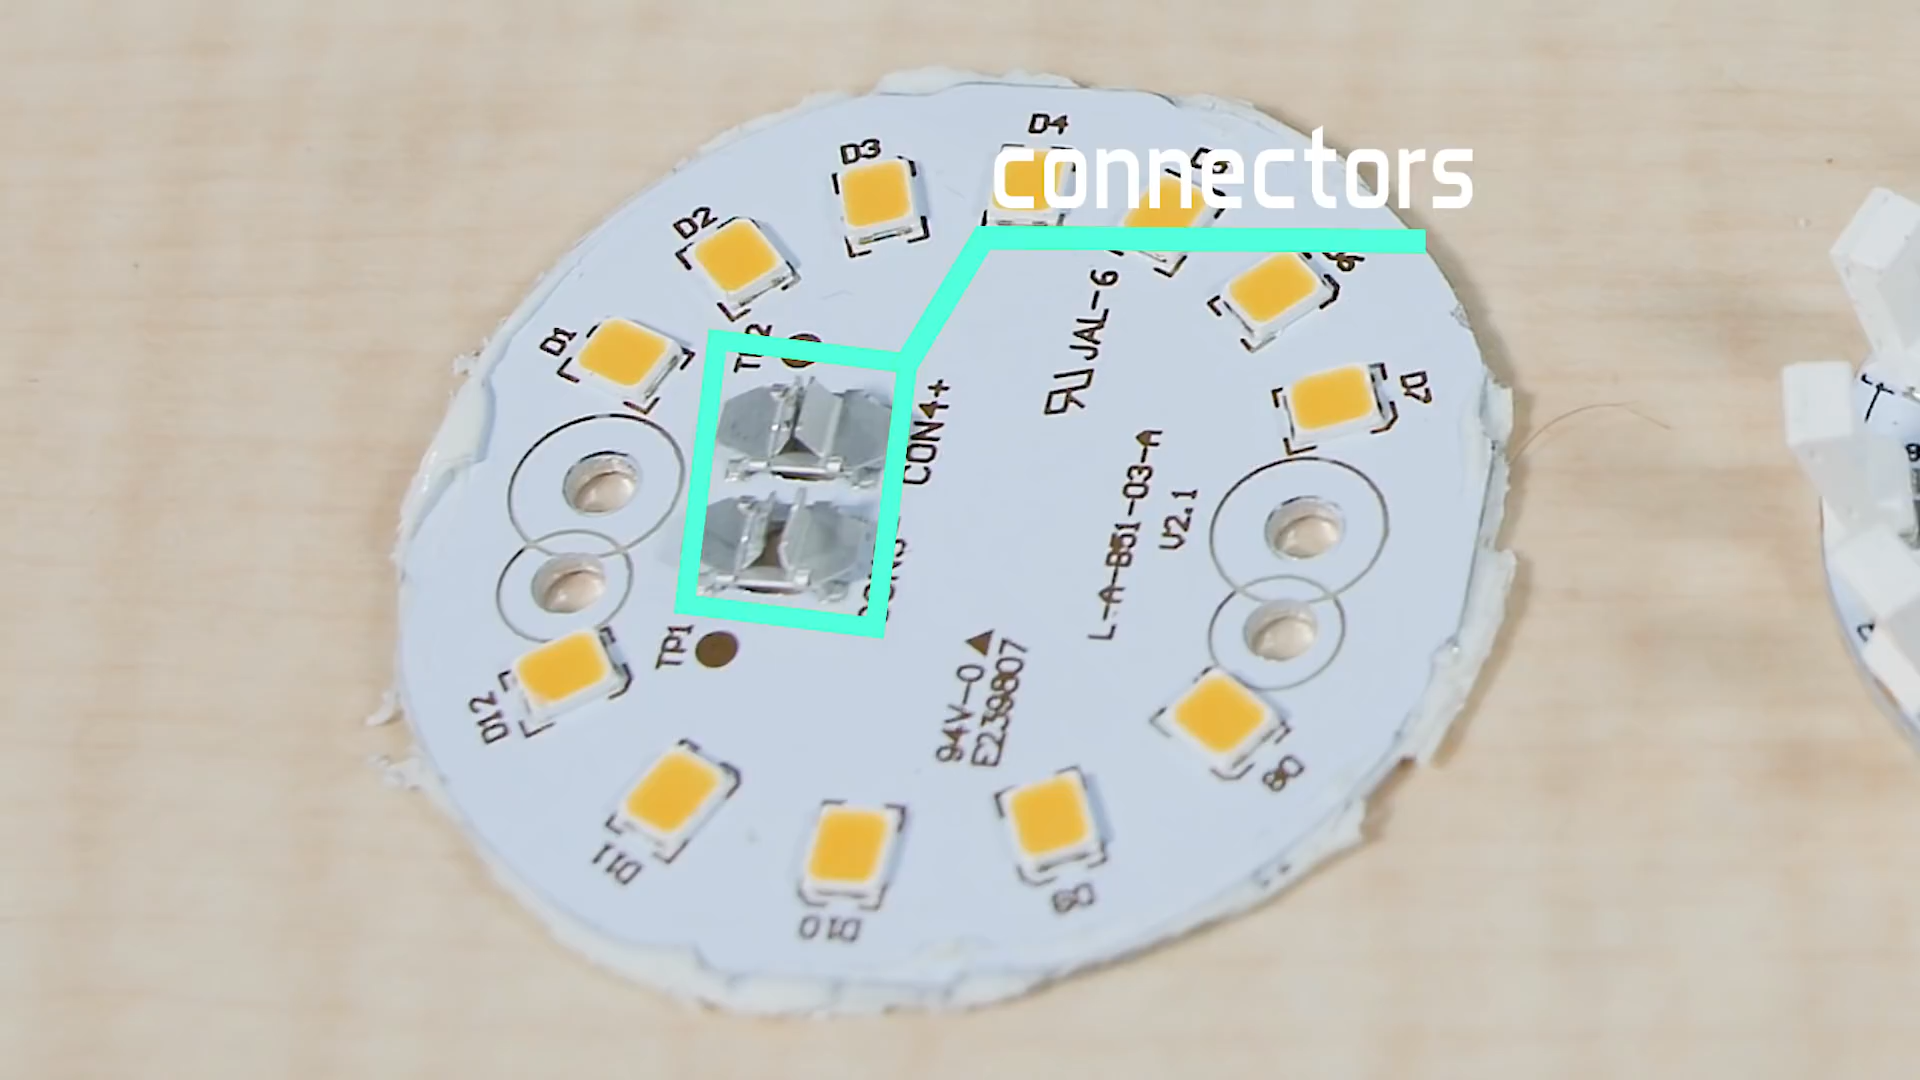 D4
D3
connectors
D2
D1
JAL-6
D7
CON4+
L-A-B51-03-A
V2.1
TP1
94V-0
E239807
D12
D8
D11
D9
D10